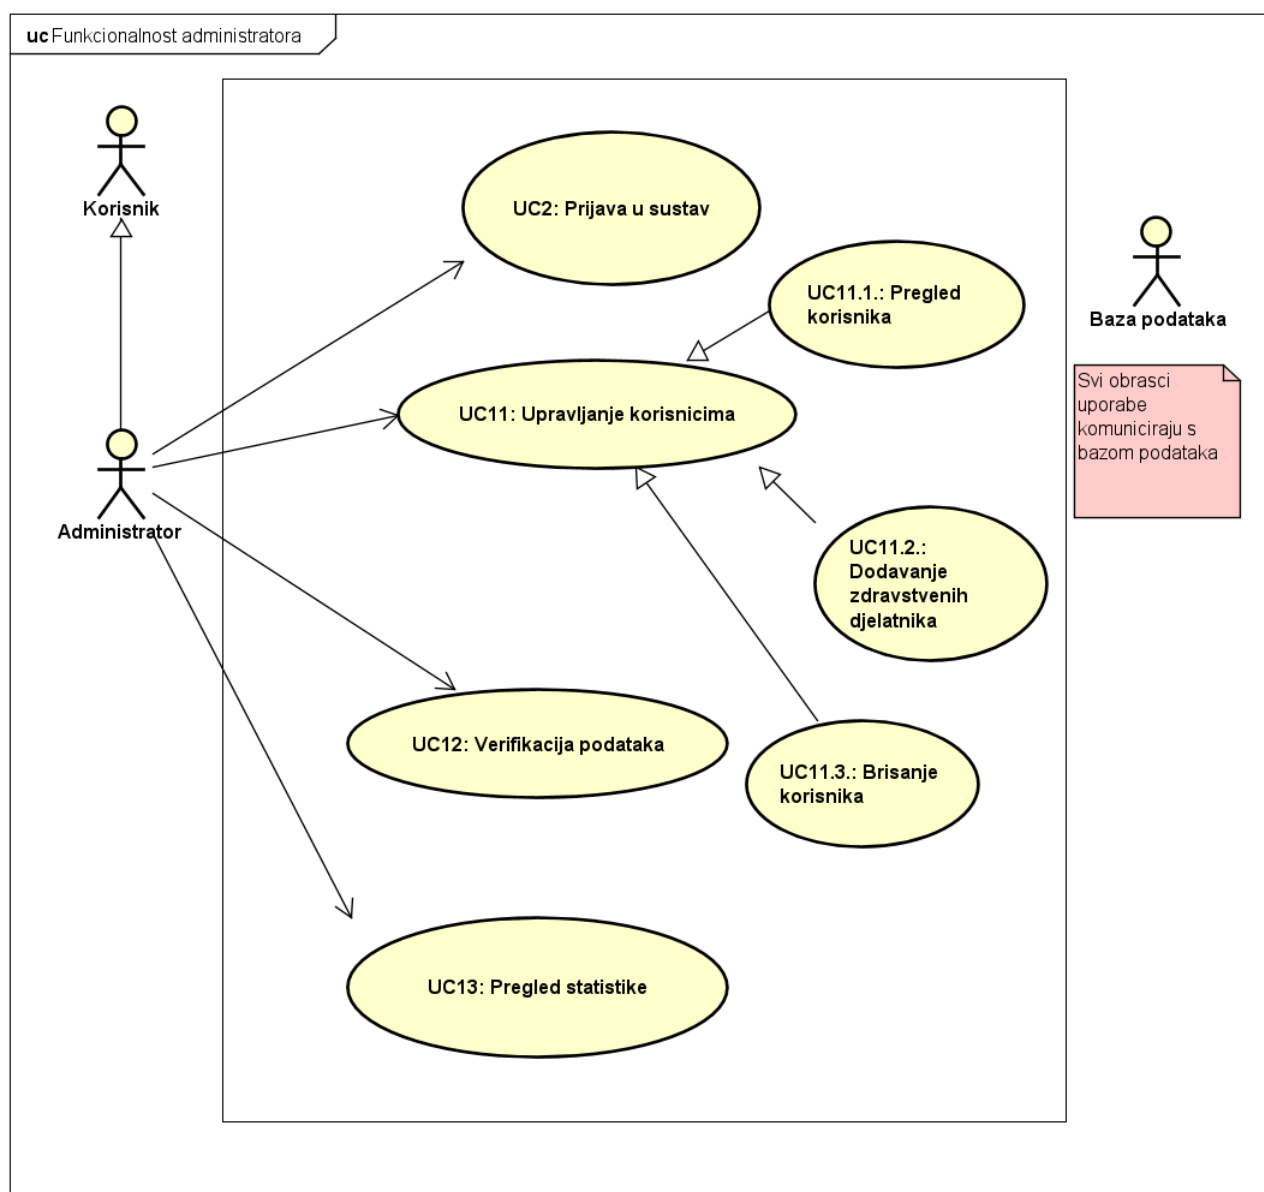 uc Funkcionalnost administratora
Korisnik
UC2: Prijava u sustav
UC11.1.: Pregled
korisnika
Baza podataka
Svi obrasci
uporabe
komuniciraju s
bazom podataka
UC11: Upravljanje korisnicima
Administrator
UC11.2.:
Dodavanje
zdravstvenih
djelatnika
UC12: Verifikacija podataka
UC11.3.: Brisanje
korisnika
UC13: Pregled statistike